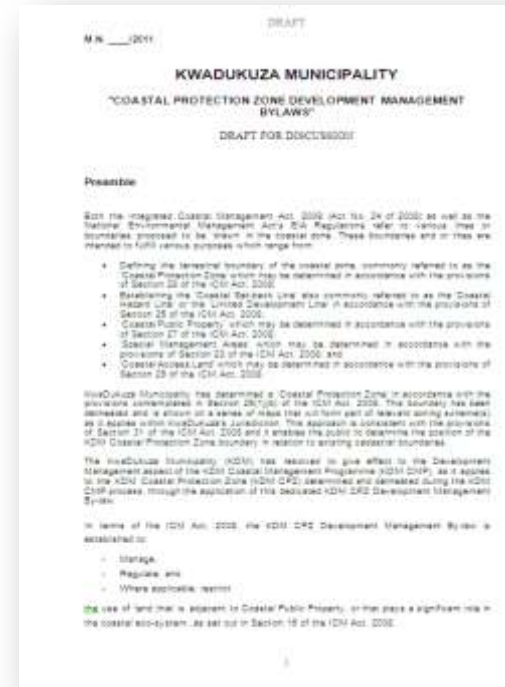 DRAFT
M.N. ____/2011
KWADUKUZA MUNICIPALITY
"COASTAL PROTECTION ZONE DEVELOPMENT MANAGEMENT
BYLAWS"
DRAFT FOR DISCUSSION
Preamble
Both the Integrated Coastal Management Act, 2008 (Act No. 24 of 2008) as well as the
National Environmental Management Act's EIA Regulations refer to various lines or
boundaries proposed to be drawn in the coastal zone. These boundaries and or lines are
intended to fulfil various purposes which range from:
• Defining the terrestrial boundary of the coastal zone, commonly referred to as the
'Coastal Protection Zone' which may be determined in accordance with the provisions
of Section 26 of the ICM Act, 2008;
• Establishing the 'Coastal Set-back Line' also commonly referred to as the 'Coastal
Hazard Line' or the 'Limited Development Line' in accordance with the provisions of
Section 25 of the ICM Act, 2008;
• 'Coastal Public Property' which may be determined in accordance with the provisions
of Section 27 of the ICM Act, 2008;
• 'Special Management Areas' which may be determined in accordance with the
provisions of Section 23 of the ICM Act, 2008; and
• 'Coastal Access Land' which may be determined in accordance with the provisions of
Section 29 of the ICM Act, 2008.
KwaDukuza Municipality has determined a 'Coastal Protection Zone' in accordance with the
provisions contemplated in Section 26(1)(b) of the ICM Act, 2008. This boundary has been
delineated and is shown on a series of maps that will form part of relevant zoning scheme(s)
as it applies within KwaDukuza's jurisdiction. This approach is consistent with the provisions
of Section 31 of the ICM Act, 2008 and it enables the public to determine the position of the
KDM Coastal Protection Zone boundary in relation to existing cadastral boundaries.
The KwaDukuza Municipality (KDM) has resolved to give effect to the Development
Management aspect of the KDM Coastal Management Programme (KDM CMP), as it applies
to the KDM Coastal Protection Zone (KDM CPZ) determined and delineated during the KDM
CMP process, through the application of this dedicated KDM CPZ Development Management
By-law.
In terms of the ICM Act, 2008, the KDM CPZ Development Management By-law is
established to:
- Manage,
- Regulate, and
- Where applicable, restrict
the use of land that is adjacent to Coastal Public Property, or that plays a significant role in
the coastal eco-system, as set out in Section 16 of the ICM Act, 2008.